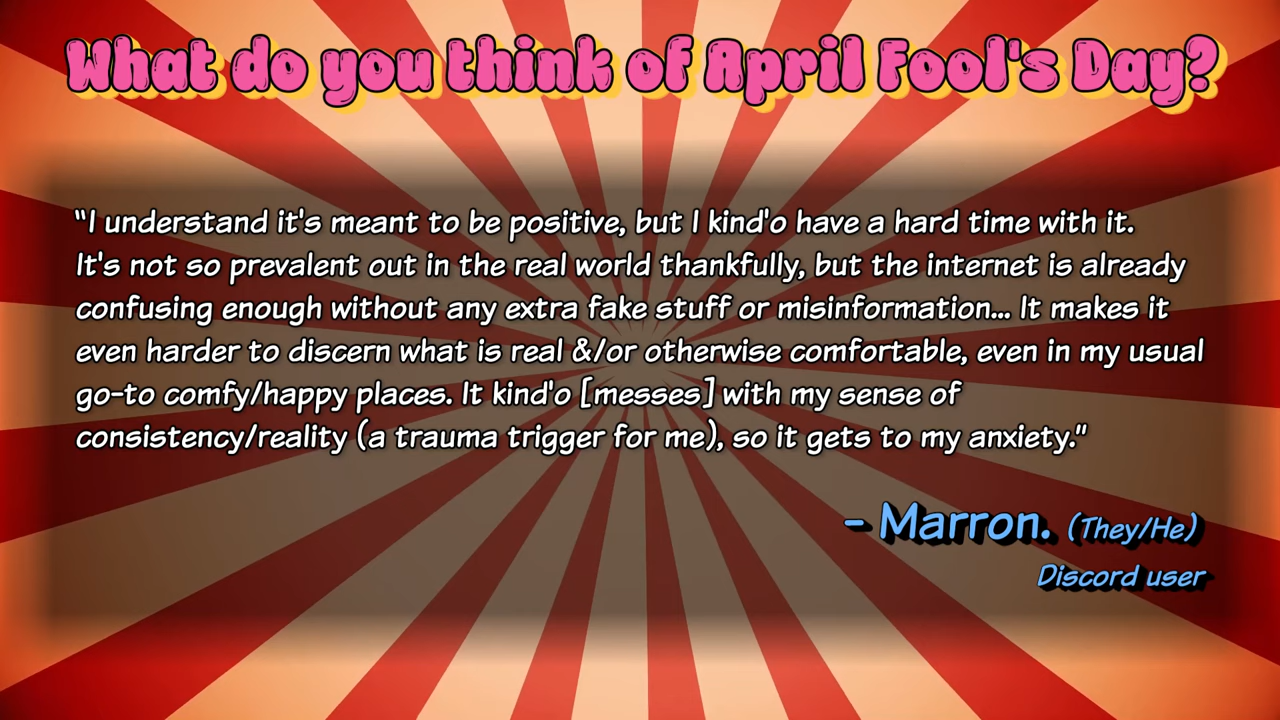 What do you think of April Fool's Day?
“I understand it's meant to be positive, but I kind'o have a hard time with it.
It's not so prevalent out in the real world thankfully, but the internet is already
confusing enough without any extra fake stuff or misinformation... It makes it
even harder to discern what is real &/or otherwise comfortable, even in my usual
go-to comfy/happy places. It kind'o [messes] with my sense of
consistency/reality (a trauma trigger for me), so it gets to my anxiety."
- Marron. (They/He)
Discord user